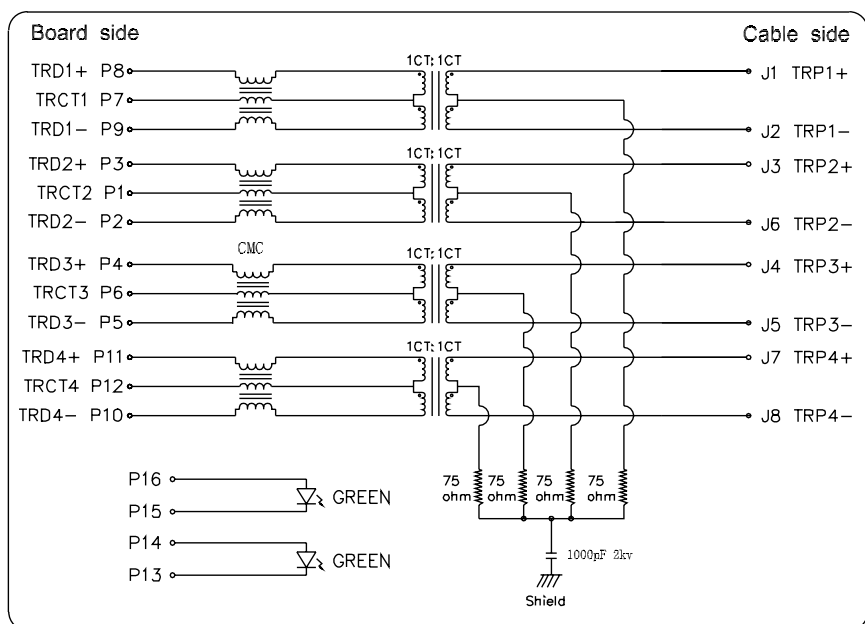 Board side
Cable side
1CT:1CT
TRD1+ P8
J1 TRP1+
TRCT1 P7
TRD1- P9
J2 TRP1-
1CT:1CT
TRD2+ P3
J3 TRP2+
TRCT2 P1
TRD2- P2
J6 TRP2-
CMC
1CT:1CT
TRD3+ P4
J4 TRP3+
TRCT3 P6
TRD3- P5
J5 TRP3-
1CT:1CT
TRD4+ P11
J7 TRP4+
TRCT4 P12
TRD4- P10
J8 TRP4-
P16
GREEN
P15
P14
GREEN
P13
75 ohm
75 ohm
75 ohm
75 ohm
1000pF 2kv
Shield